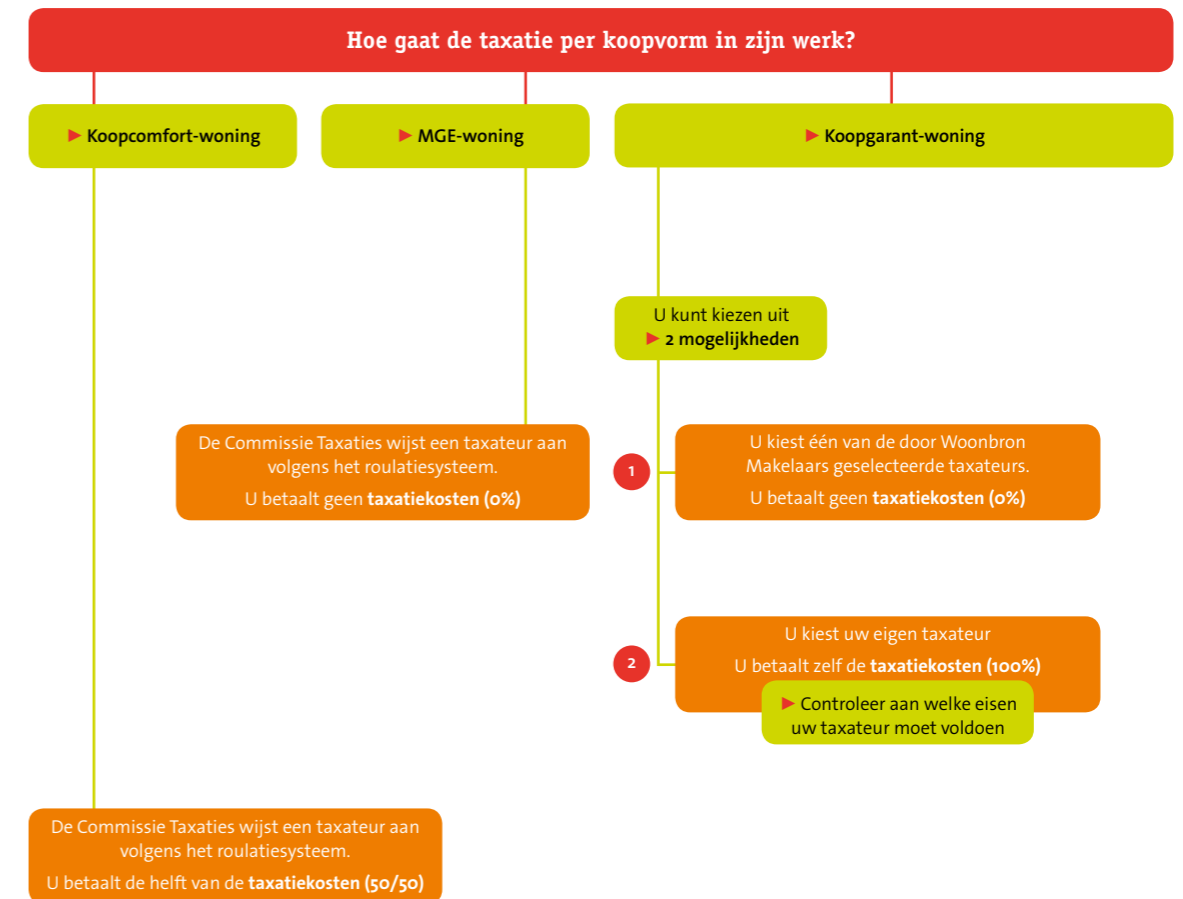 Hoe gaat de taxatie per koopvorm in zijn werk?
► Koopcomfort-woning
► MGE-woning
► Koopgarant-woning
U kunt kiezen uit
► 2 mogelijkheden
De Commissie Taxaties wijst een taxateur aan
volgens het roulatiesysteem.
U betaalt geen taxatiekosten (0%)
1
U kiest één van de door Woonbron
Makelaars geselecteerde taxateurs.
U betaalt geen taxatiekosten (0%)
2
U kiest uw eigen taxateur
U betaalt zelf de taxatiekosten (100%)
► Controleer aan welke eisen
uw taxateur moet voldoen
De Commissie Taxaties wijst een taxateur aan
volgens het roulatiesysteem.
U betaalt de helft van de taxatiekosten (50/50)